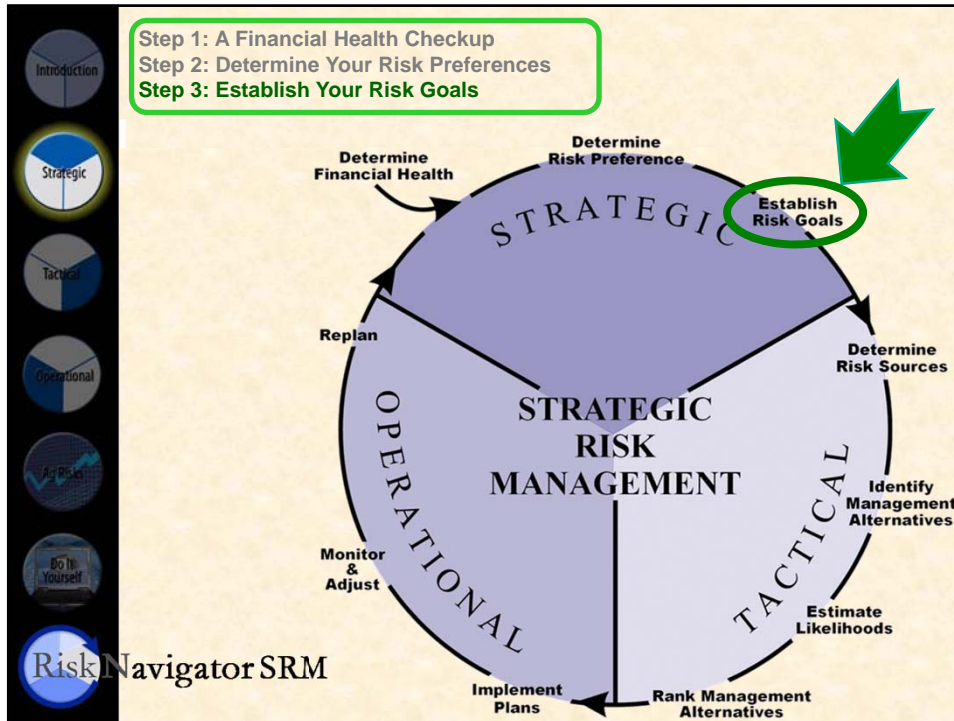 Step 1: A Financial Health Checkup
Step 2: Determine Your Risk Preferences
Step 3: Establish Your Risk Goals
Introduction
Strategic
Tactical
Operational
Ag Risks
Do It
Yourself
Risk Navigator SRM
Determine
Financial Health
Determine
Risk Preference
Establish
Risk Goals
Determine
Risk Sources
Identify
Management
Alternatives
Estimate
Likelihoods
Rank Management
Alternatives
Implement
Plans
Monitor
&
Adjust
Replan
STRATEGIC
TACTICAL
OPERATIONAL
STRATEGIC
RISK
MANAGEMENT